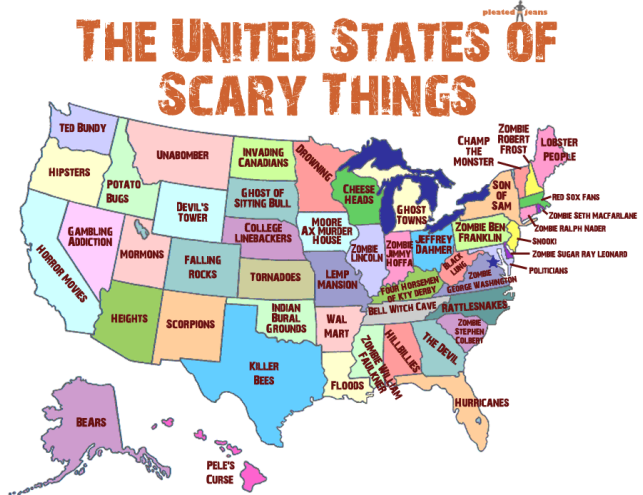 pleated jeans
THE UNITED STATES OF
SCARY THINGS
TED BUNDY
HIPSTERS
POTATO
BUGS
UNABOMBER
INVADING
CANADIANS
DROWNING
CHAMP
THE
MONSTER
ZOMBIE
ROBERT
FROST
LOBSTER
PEOPLE
DEVIL'S
TOWER
GHOST OF
SITTING BULL
CHEESE
HEADS
GHOST
TOWNS
SON
OF
SAM
RED SOX FANS
ZOMBIE SETH MACFARLANE
ZOMBIE RALPH NADER
SNOOKI
ZOMBIE SUGAR RAY LEONARD
POLITICIANS
GAMBLING
ADDICTION
MORMONS
FALLING
ROCKS
COLLEGE
LINEBACKERS
MOORE
AX MURDER
HOUSE
ZOMBIE
LINCOLN
ZOMBIE
JIMMY
HOFFA
JEFFREY
DAHMER
ZOMBIE BEN
FRANKLIN
BLACK
LUNG
ZOMBIE
GEORGE WASHINGTON
HORROR MOVIES
TORNADOES
LEMP
MANSION
FOUR HORSEMEN
OF KTY DERBY
BELL WITCH CAVE
RATTLESNAKES
HEIGHTS
SCORPIONS
INDIAN
BURAL
GROUNDS
WAL
MART
ZOMBIE
STEPHEN
COLBERT
KILLER
BEES
FLOODS
ZOMBIE WILLIAM
FAULKNER
HILLBILLIES
THE DEVIL
HURRICANES
BEARS
PELE'S
CURSE